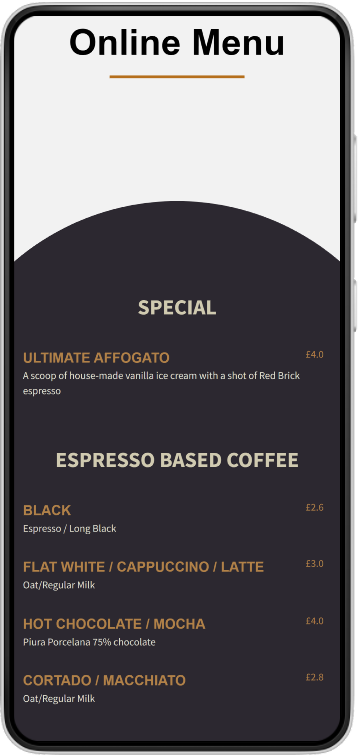 Online Menu
SPECIAL
ULTIMATE AFFOGATO £4.0
A scoop of house-made vanilla ice cream with a shot of Red Brick
espresso
ESPRESSO BASED COFFEE
BLACK £2.6
Espresso / Long Black
FLAT WHITE / CAPPUCCINO / LATTE £3.0
Oat/Regular Milk
HOT CHOCOLATE / MOCHA £4.0
Piura Porcelana 75% chocolate
CORTADO / MACCHIATO £2.8
Oat/Regular Milk